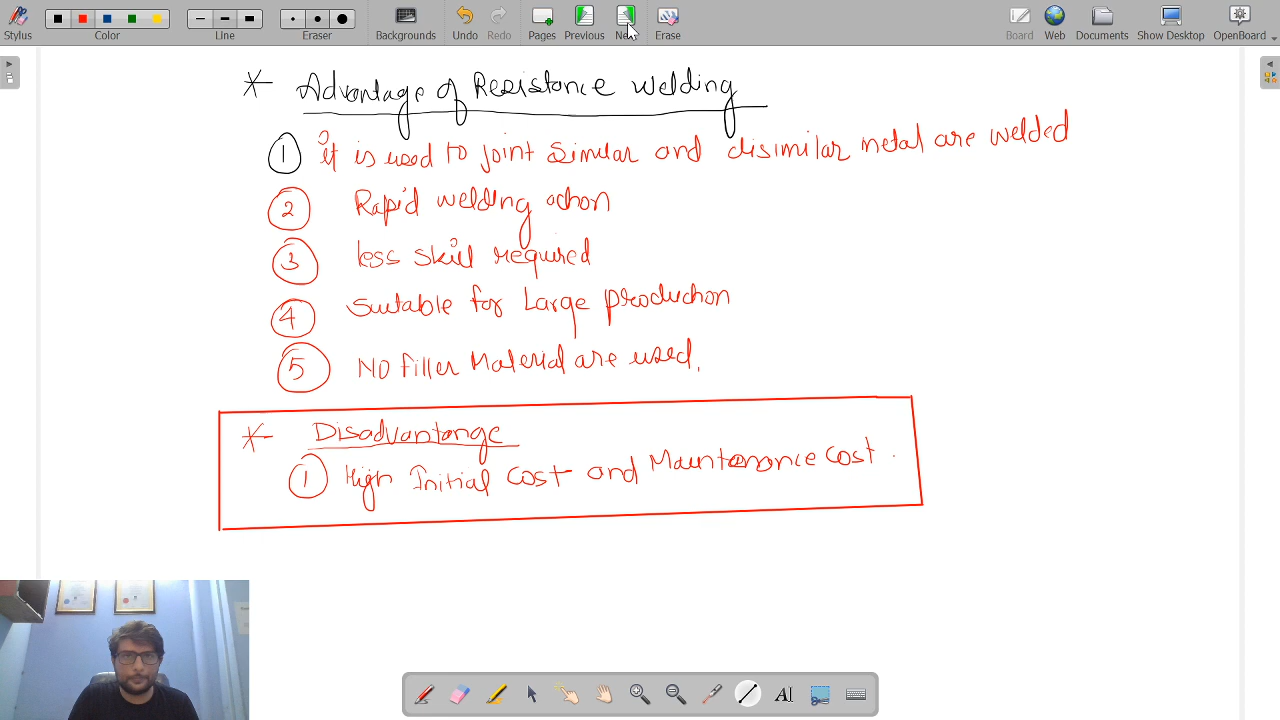 Stylus Color Line Eraser Backgrounds Undo Redo Pages Previous Next Erase Board Web Documents Show Desktop OpenBoard
* Advantage of Resistance Welding
① it is used to joint similar and disimilar metal are welded
② Rapid welding action
③ less skill required
④ Suitable for Large production
⑤ NO filler Material are used.
* Disadvantange
① High Initial cost and Maintenance cost.